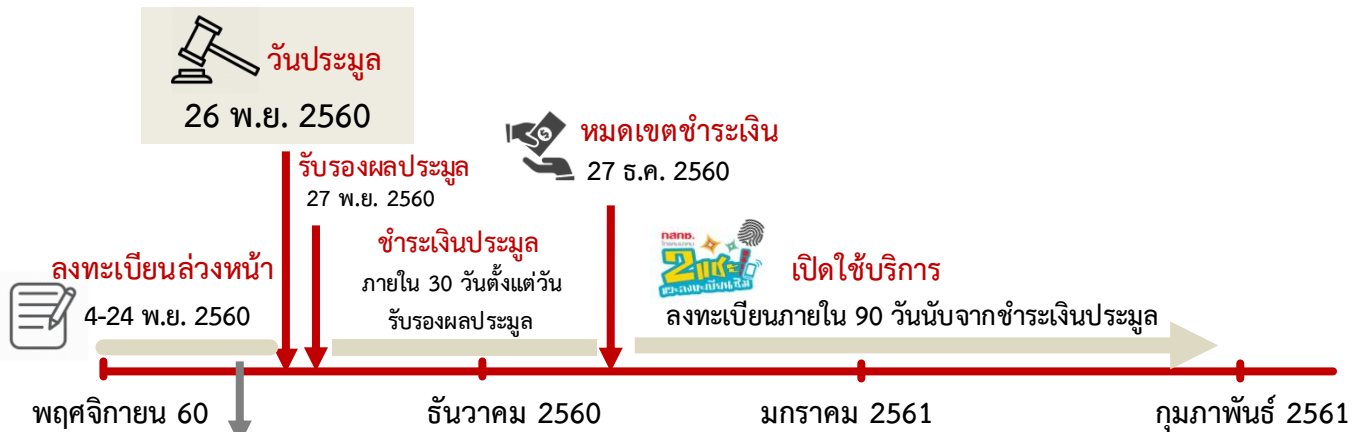 วันประมูล
26 พ.ย. 2560
หมดเขตชำระเงิน
27 ธ.ค. 2560
รับรองผลประมูล
27 พ.ย. 2560
ชำระเงินประมูล
ภายใน 30 วันตั้งแต่วัน
รับรองผลประมูล
ลงทะเบียนล่วงหน้า
4-24 พ.ย. 2560
กสทช.
2แชะ
เปิดใช้บริการ
ลงทะเบียนภายใน 90 วันนับจากชำระเงินประมูล
พฤศจิกายน 60
ธันวาคม 2560
มกราคม 2561
กุมภาพันธ์ 2561